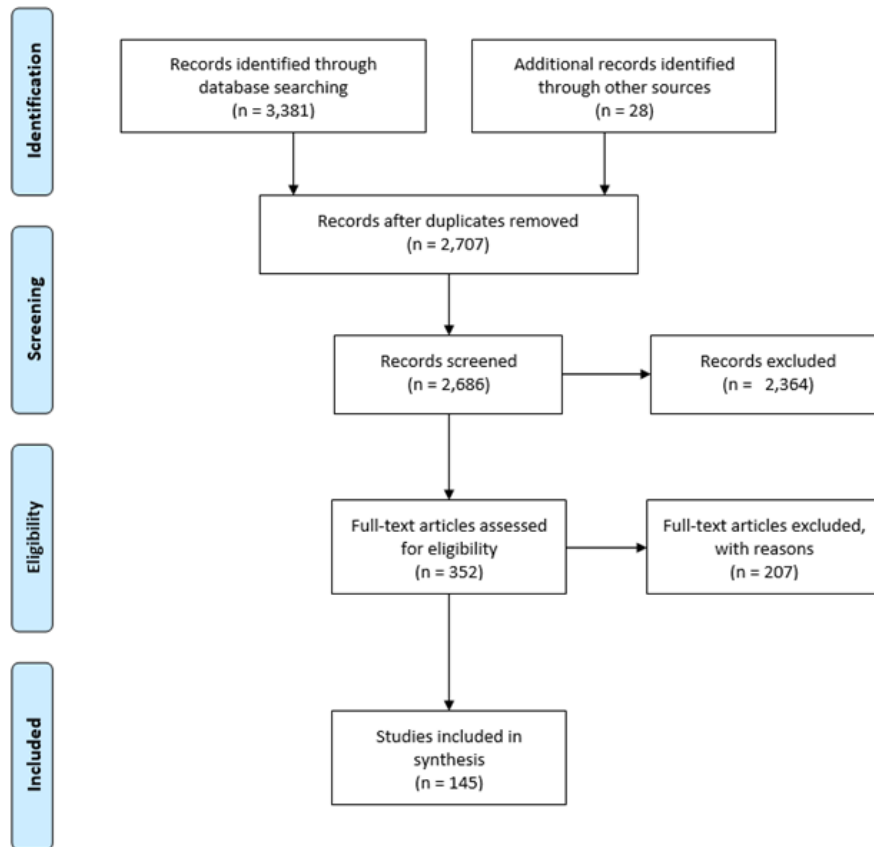 Identification
Records identified through
database searching
(n = 3,381)
Additional records identified
through other sources
(n = 28)
Records after duplicates removed
(n = 2,707)
Screening
Records screened
(n = 2,686)
Records excluded
(n = 2,364)
Eligibility
Full-text articles assessed
for eligibility
(n = 352)
Full-text articles excluded,
with reasons
(n = 207)
Included
Studies included in
synthesis
(n = 145)